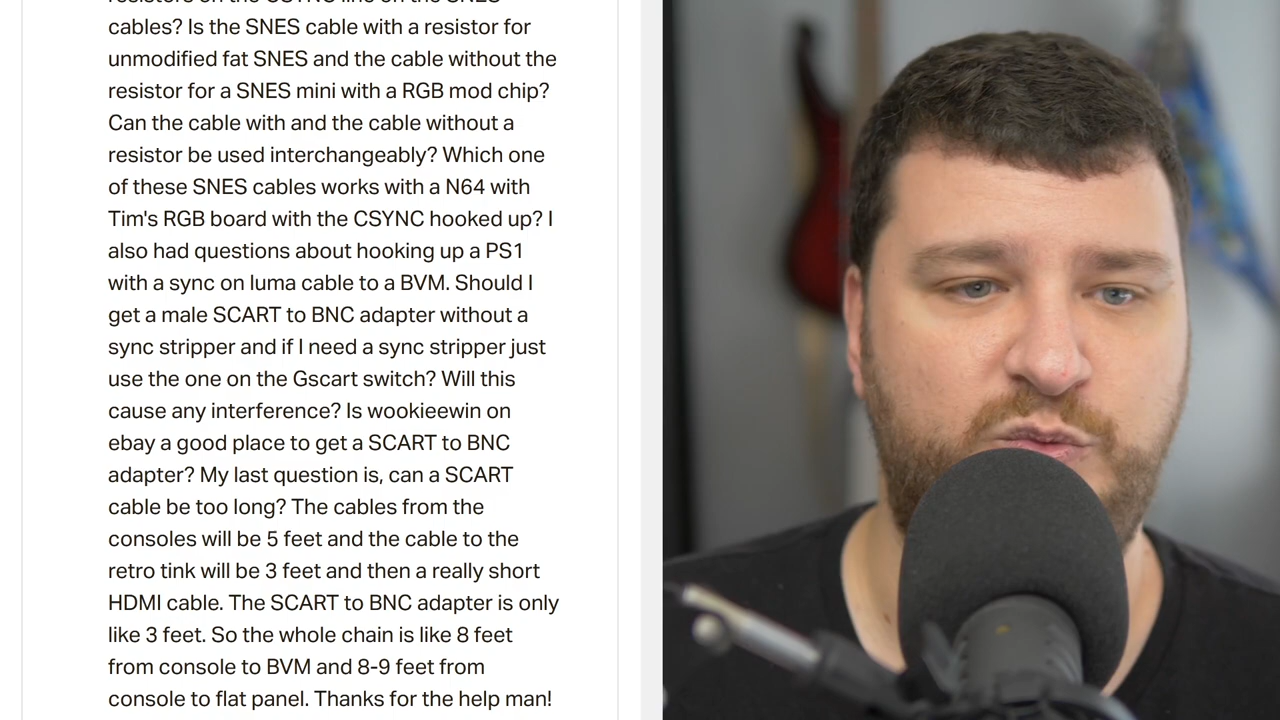 resistors on the CSYNC line on the SNES
cables? Is the SNES cable with a resistor for
unmodified fat SNES and the cable without the
resistor for a SNES mini with a RGB mod chip?
Can the cable with and the cable without a
resistor be used interchangeably? Which one
of these SNES cables works with a N64 with
Tim's RGB board with the CSYNC hooked up? I
also had questions about hooking up a PS1
with a sync on luma cable to a BVM. Should I
get a male SCART to BNC adapter without a
sync stripper and if I need a sync stripper just
use the one on the Gscart switch? Will this
cause any interference? Is wookieewin on
ebay a good place to get a SCART to BNC
adapter? My last question is, can a SCART
cable be too long? The cables from the
consoles will be 5 feet and the cable to the
retro tink will be 3 feet and then a really short
HDMI cable. The SCART to BNC adapter is only
like 3 feet. So the whole chain is like 8 feet
from console to BVM and 8-9 feet from
console to flat panel. Thanks for the help man!